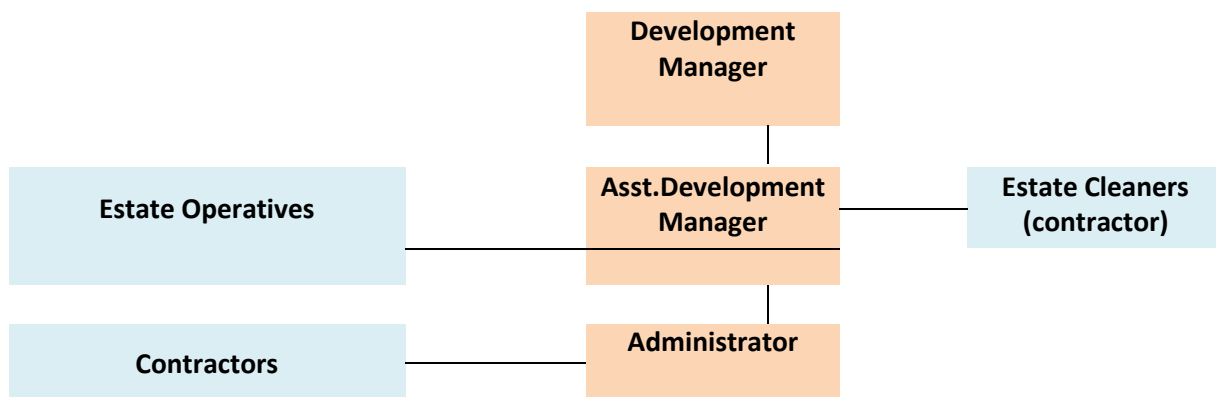 Development
Manager
Estate Operatives
Asst.Development
Manager
Estate Cleaners
(contractor)
Contractors
Administrator